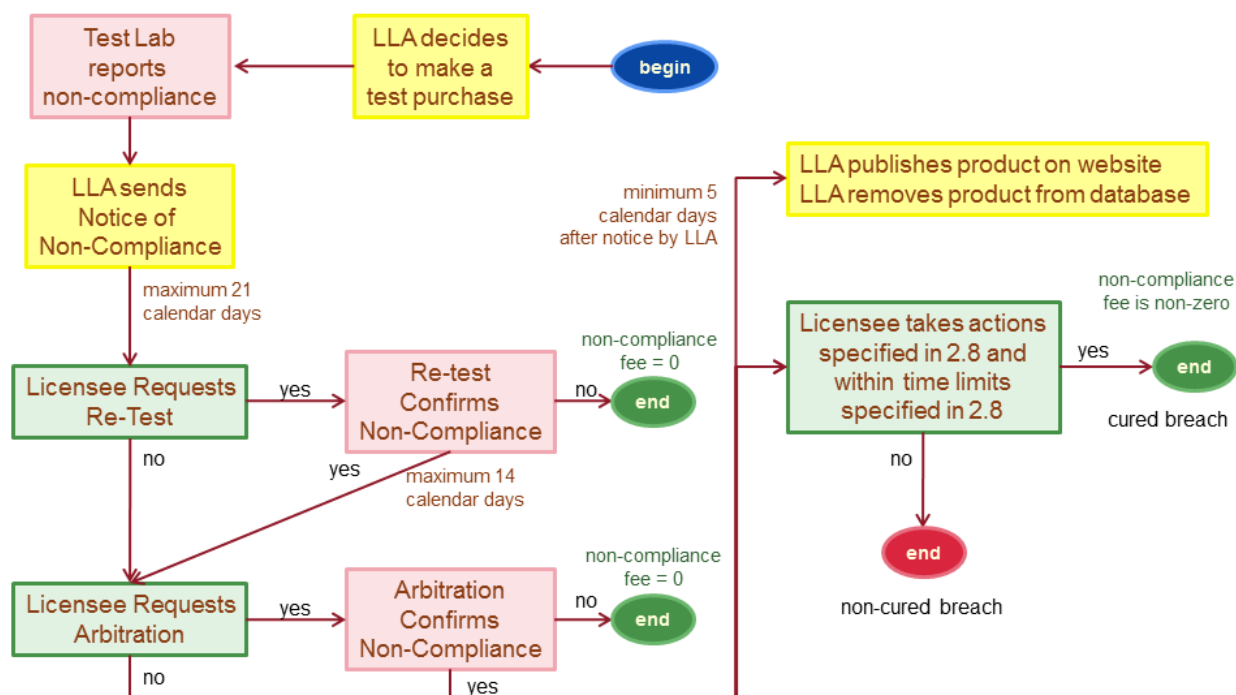 Test Lab
reports
non-compliance
LLA decides
to make a
test purchase
begin
LLA sends
Notice of
Non-Compliance
maximum 21
calendar days
Licensee Requests
Re-Test
yes
no
Re-test
Confirms
Non-Compliance
no
non-compliance
fee = 0
end
yes
maximum 14
calendar days
Licensee Requests
Arbitration
yes
no
Arbitration
Confirms
Non-Compliance
no
non-compliance
fee = 0
end
yes
minimum 5
calendar days
after notice by LLA
LLA publishes product on website
LLA removes product from database
Licensee takes actions
specified in 2.8 and
within time limits
specified in 2.8
yes
non-compliance
fee is non-zero
end
cured breach
no
end
non-cured breach